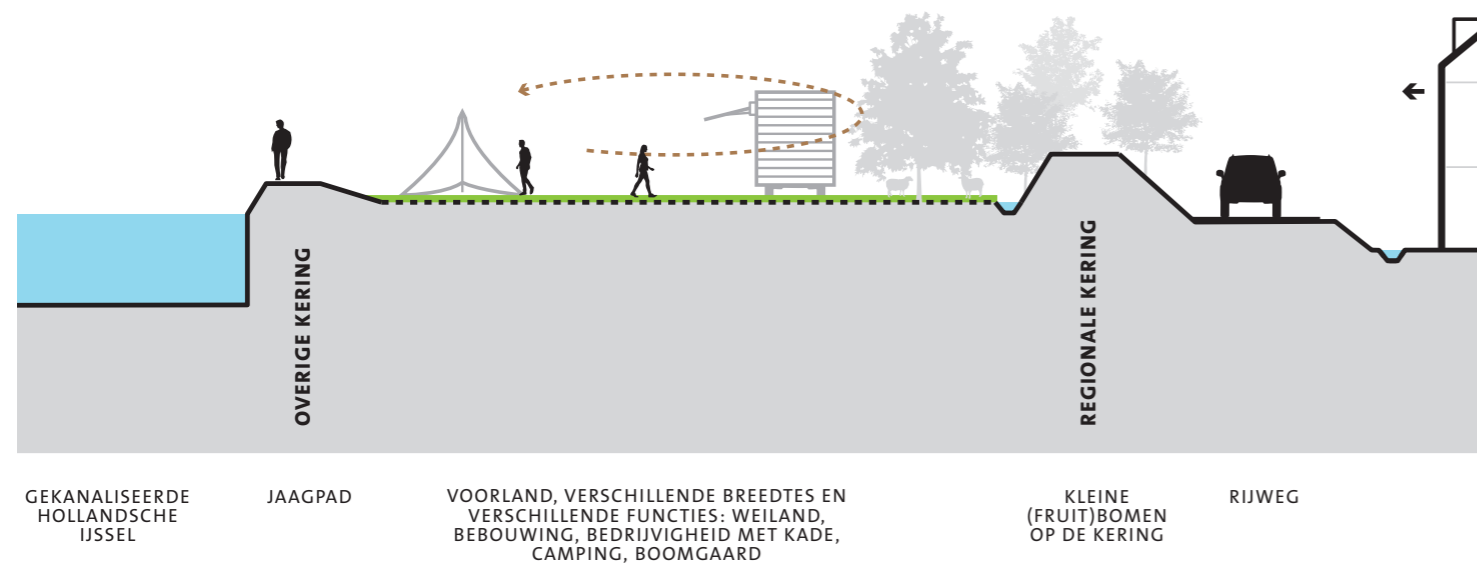 OVERIGE KERING
REGIONALE KERING
GEKANALISEERDE
HOLLANDSCHE
IJSSEL
JAAGPAD
VOORLAND, VERSCHILLENDE BREEDTES EN
VERSCHILLENDE FUNCTIES: WEILAND,
BEBOUWING, BEDRIJVIGHEID MET KADE,
CAMPING, BOOMGAARD
KLEINE
(FRUIT)BOMEN
OP DE KERING
RIJWEG